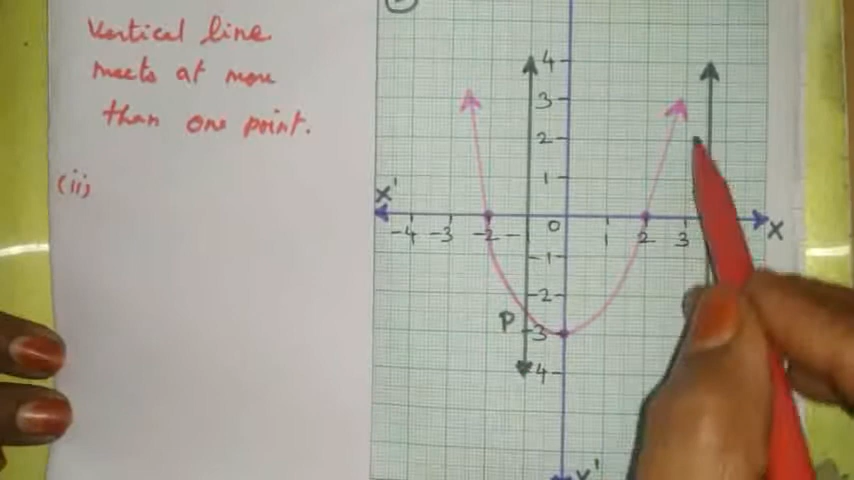 Vertical line
meets at more
than one point.
(ii)
4
3
2
1
X'
0
X
-4 -3 -2 - 1 2 3
-1
-2
P
-3
4
Y'